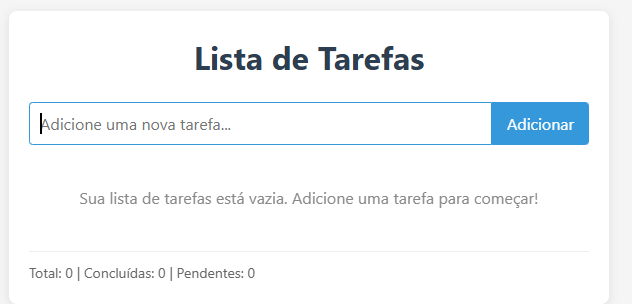 Lista de Tarefas
Adicione uma nova tarefa...
Adicionar
Sua lista de tarefas está vazia. Adicione uma tarefa para começar!
Total: 0 | Concluídas: 0 | Pendentes: 0